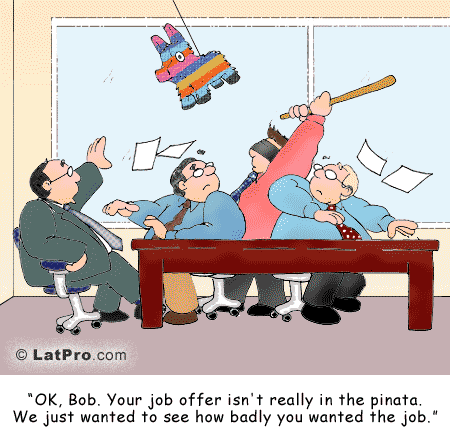 © LatPro.com
"OK, Bob. Your job offer isn't really in the pinata.
We just wanted to see how badly you wanted the job."